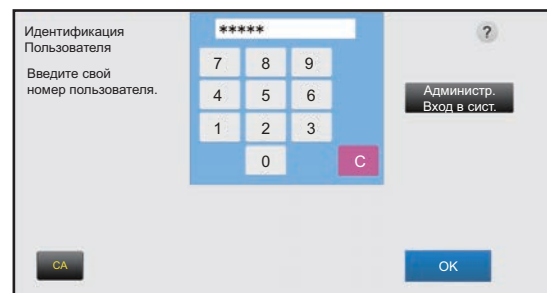 Идентификация
Пользователя
Введите свой
номер пользователя.
*****
7 8 9
4 5 6
1 2 3
0 C
?
Администр.
Вход в сист.
CA
OK